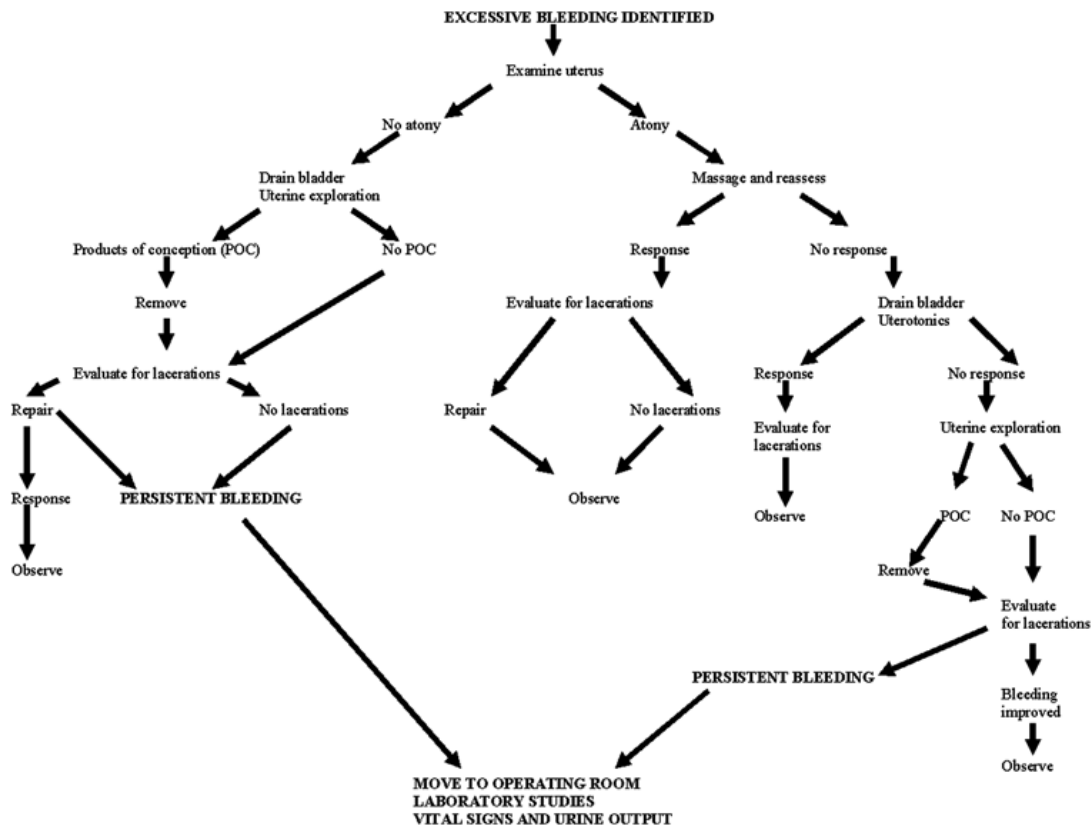 EXCESSIVE BLEEDING IDENTIFIED
Examine uterus
No atony
Atony
Drain bladder
Uterine exploration
Massage and reassess
Products of conception (POC)
No POC
Response
No response
Remove
Evaluate for lacerations
Drain bladder
Uterotonics
Evaluate for lacerations
Response
No response
Repair
No lacerations
Repair
No lacerations
Evaluate for
lacerations
Uterine exploration
Response
PERSISTENT BLEEDING
Observe
Observe
POC
No POC
Observe
Remove
Evaluate
for lacerations
PERSISTENT BLEEDING
Bleeding
improved
Observe
MOVE TO OPERATING ROOM
LABORATORY STUDIES
VITAL SIGNS AND URINE OUTPUT